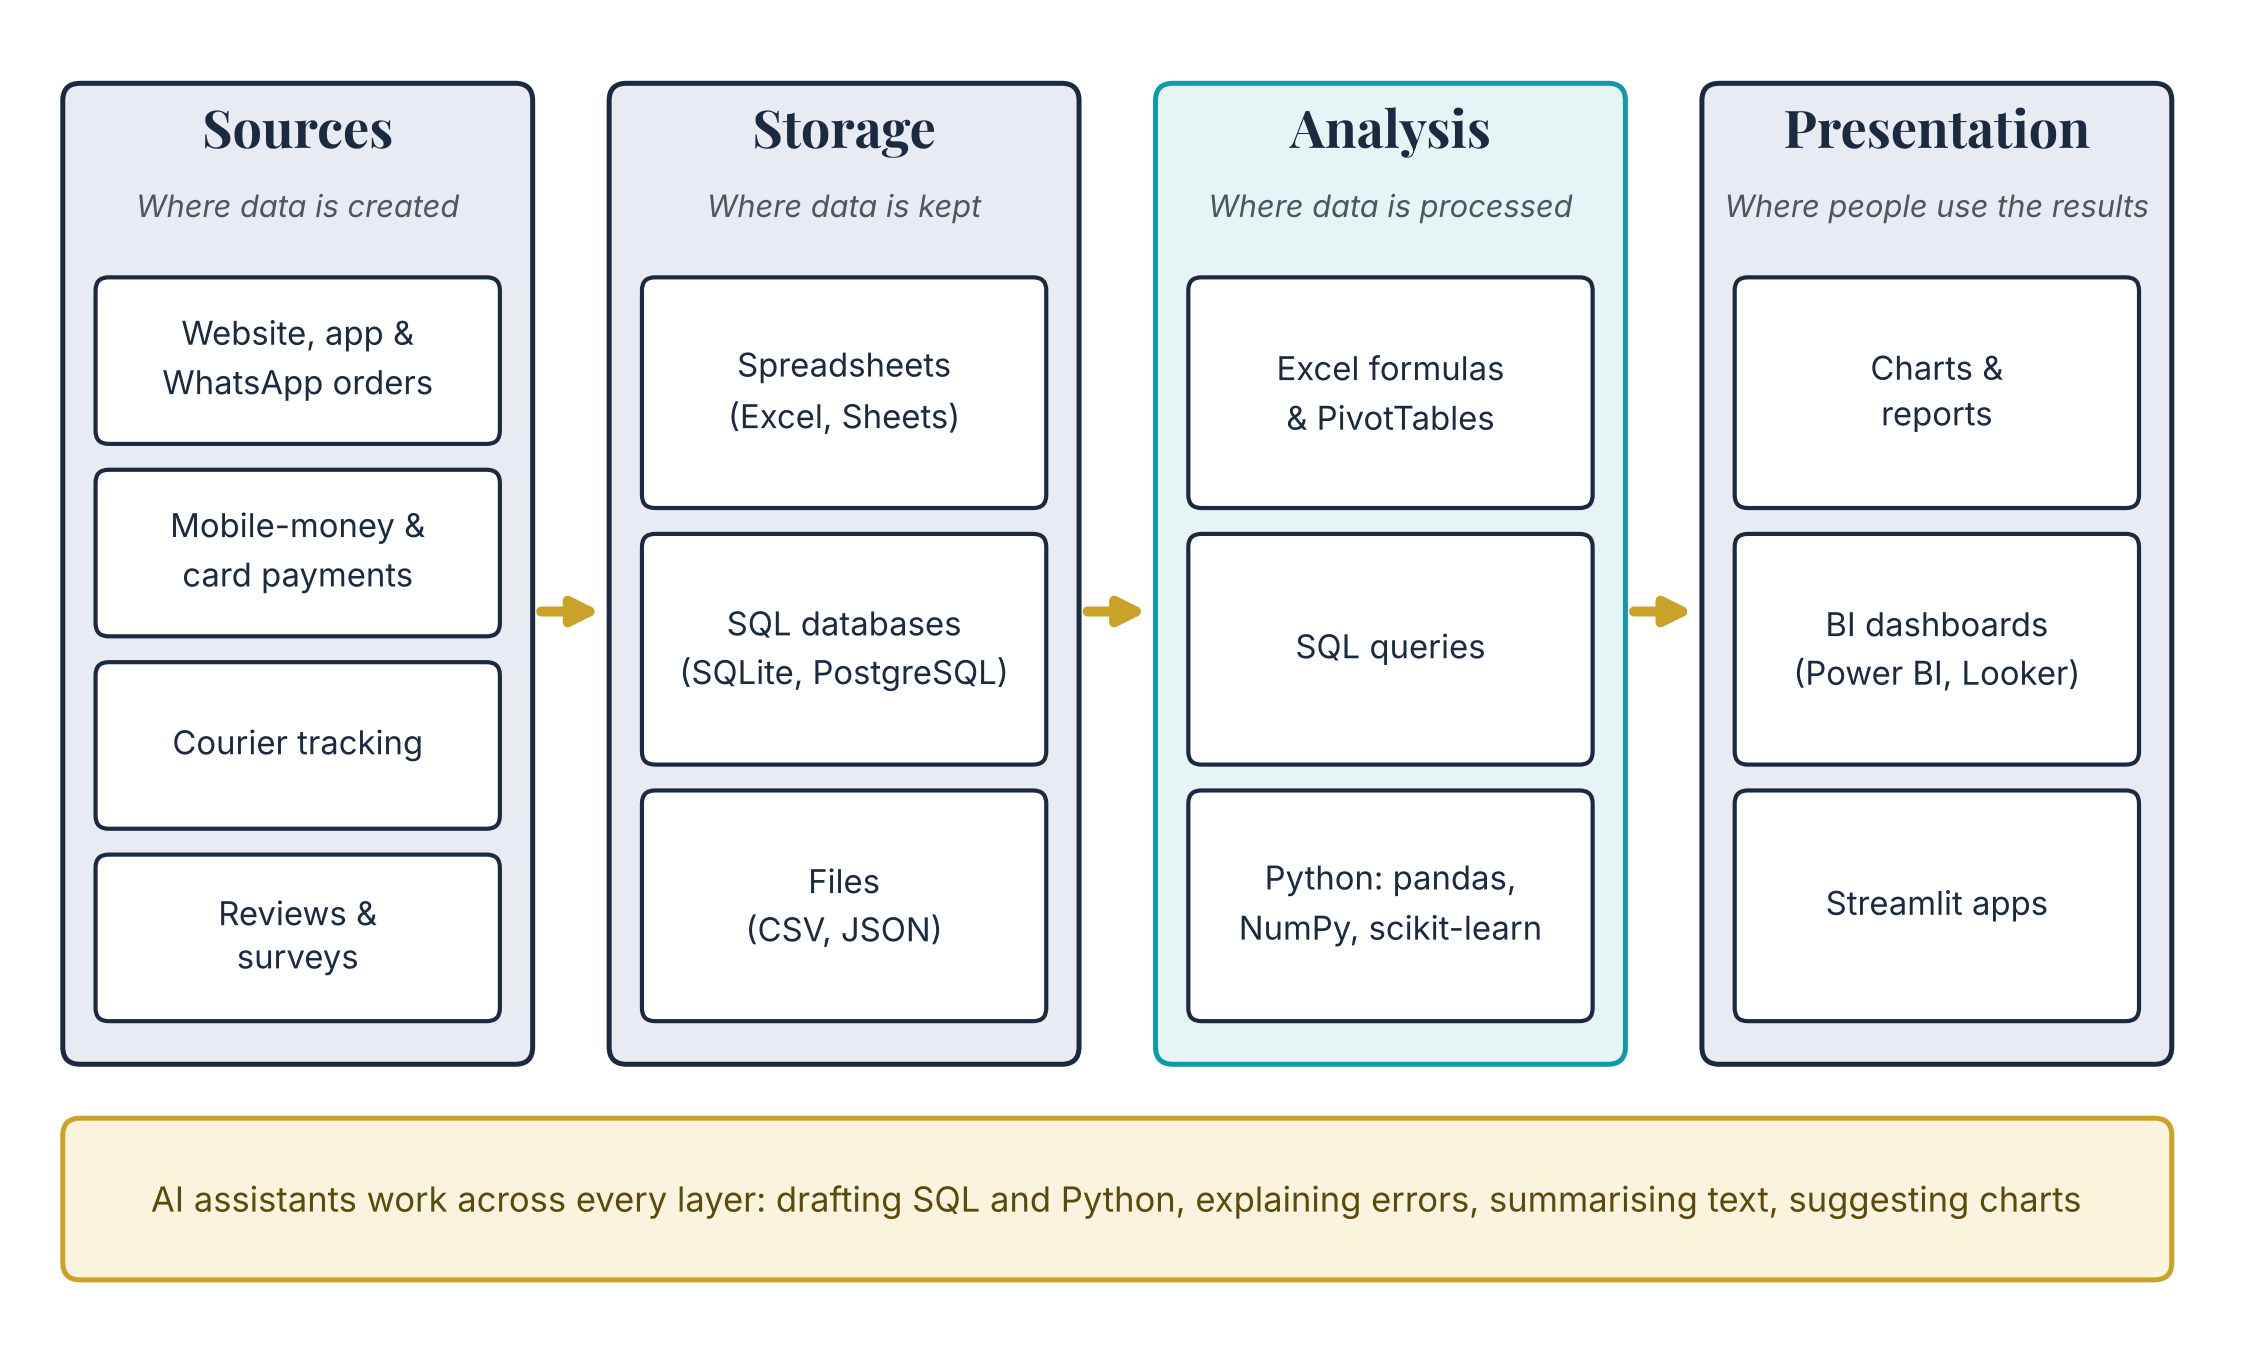 Sources
Where data is created
Website, app &
WhatsApp orders
Mobile-money &
card payments
Courier tracking
Reviews &
surveys
Storage
Where data is kept
Spreadsheets
(Excel, Sheets)
SQL databases
(SQLite, PostgreSQL)
Files
(CSV, JSON)
Analysis
Where data is processed
Excel formulas
& PivotTables
SQL queries
Python: pandas,
NumPy, scikit-learn
Presentation
Where people use the results
Charts &
reports
BI dashboards
(Power BI, Looker)
Streamlit apps
AI assistants work across every layer: drafting SQL and Python, explaining errors, summarising text, suggesting charts